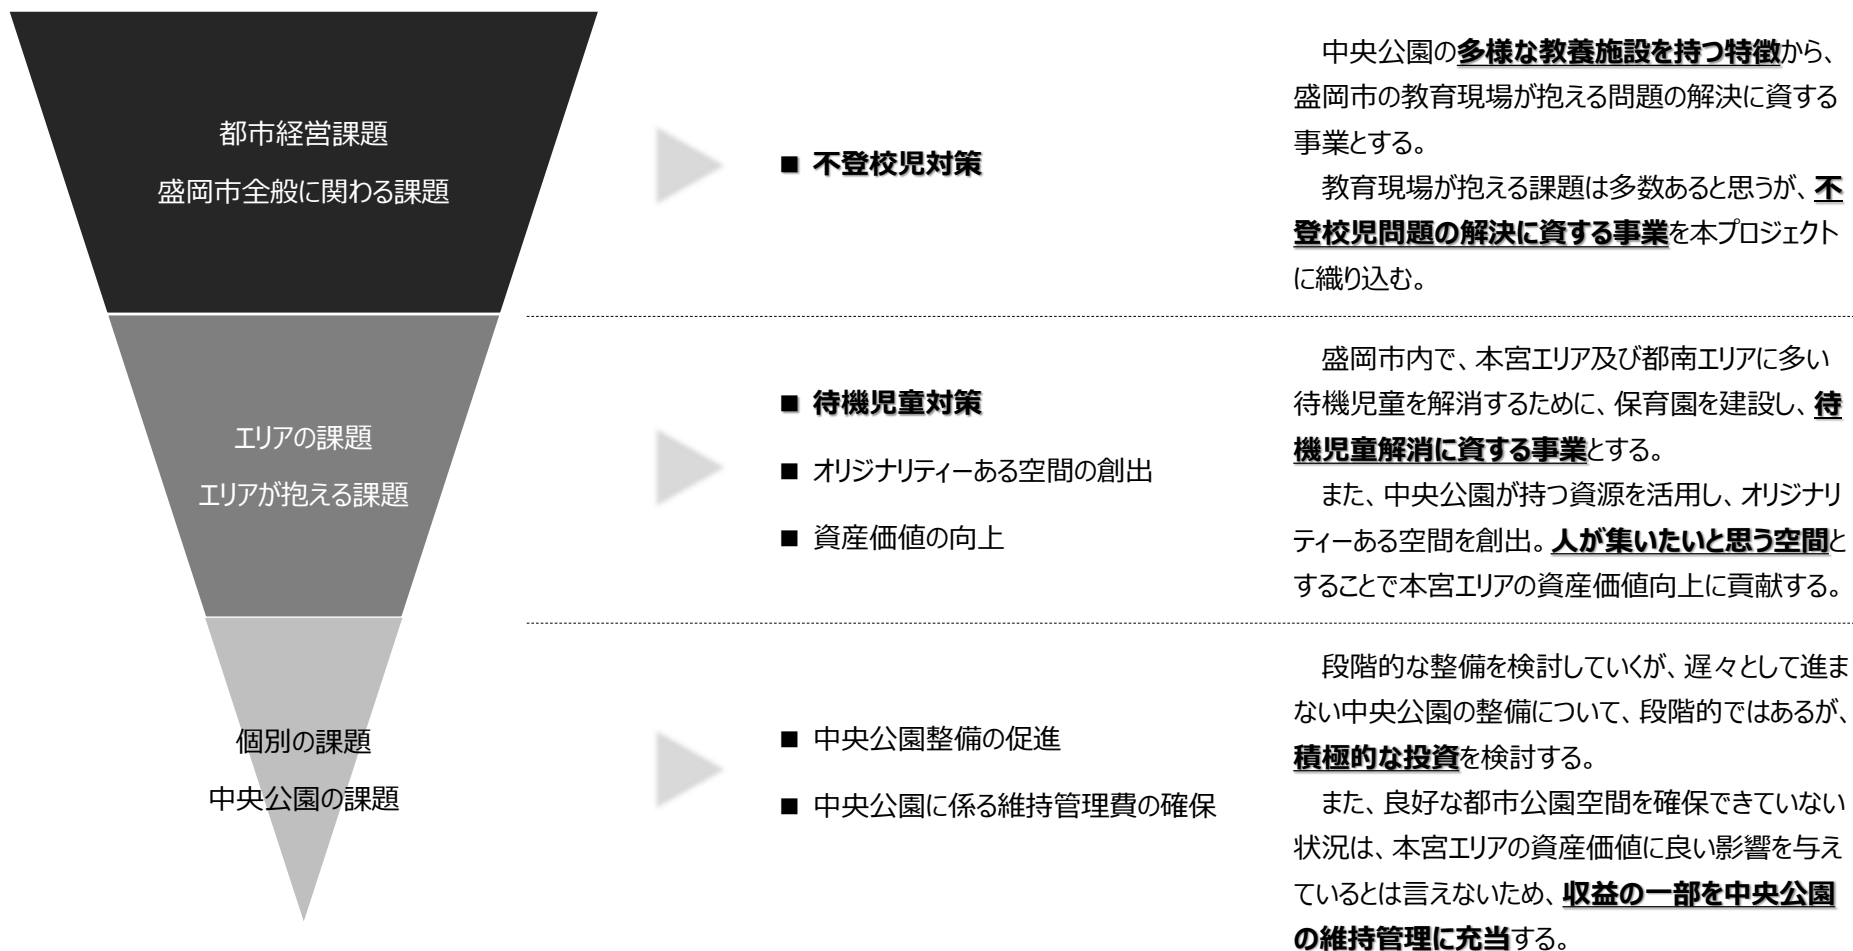 都市経営課題
盛岡市全般に関わる課題
■ 不登校児対策
中央公園の多様な教養施設を持つ特徴から、
盛岡市の教育現場が抱える問題の解決に資する
事業とする。
教育現場が抱える課題は多数あると思うが、不
登校児問題の解決に資する事業を本プロジェクト
に織り込む。
エリアの課題
エリアが抱える課題
■ 待機児童対策
■ オリジナリティーある空間の創出
■ 資産価値の向上
盛岡市内で、本宮エリア及び都南エリアに多い
待機児童を解消するために、保育園を建設し、待
機児童解消に資する事業とする。
また、中央公園が持つ資源を活用し、オリジナリ
ティーある空間を創出。人が集いたいと思う空間と
することで本宮エリアの資産価値向上に貢献する。
個別の課題
中央公園の課題
■ 中央公園整備の促進
■ 中央公園に係る維持管理費の確保
段階的な整備を検討していくが、遅々として進ま
ない中央公園の整備について、段階的ではあるが、
積極的な投資を検討する。
また、良好な都市公園空間を確保できていない
状況は、本宮エリアの資産価値に良い影響を与え
ているとは言えないため、収益の一部を中央公園
の維持管理に充当する。